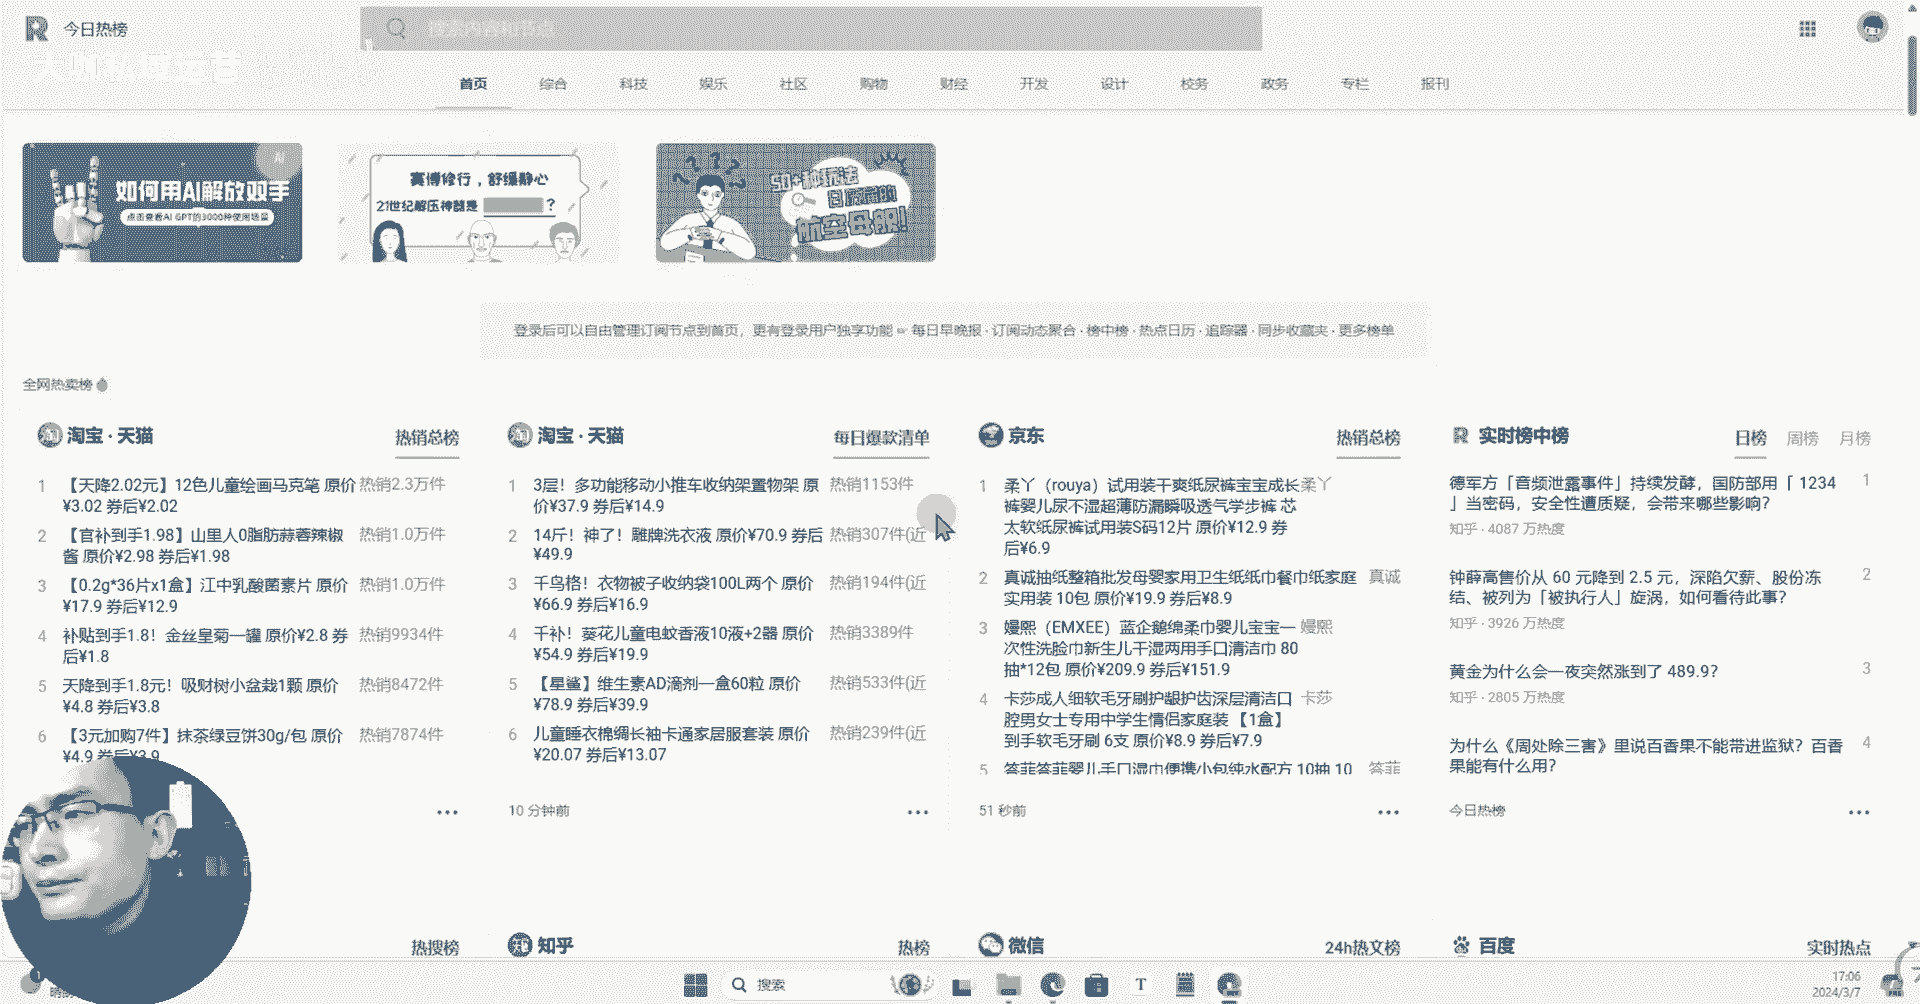 今日热榜
搜索内容和节点
大咖私域运营
首页 综合 科技 娱乐 社区 购物 财经 开发 设计 校务 政务 专栏 报刊
AI
如何用AI解放双手
点击查看AI GPT的3000种使用场景
赛博修行，舒缓静心
21世纪解压神器是 ？
50+种玩法
航空母舰!
登录后可以自由管理订阅节点到首页，更有登录用户独享功能 ☞ 每日早晚报 · 订阅动态聚合 · 榜中榜 · 热点日历 · 追踪器 · 同步收藏夹 · 更多榜单
全网热卖榜
淘宝 · 天猫 热销总榜
1 【天降2.02元】12色儿童绘画马克笔 原价 热销2.3万件
¥3.02 券后¥2.02
2 【官补到手1.98】山里人0脂肪蒜蓉辣椒 热销1.0万件
酱 原价¥2.98 券后¥1.98
3 【0.2g*36片x1盒】江中乳酸菌素片 原价 热销1.0万件
¥17.9 券后¥12.9
4 补贴到手1.8！金丝皇菊一罐 原价¥2.8 券 热销9934件
后¥1.8
5 天降到手1.8元！吸财树小盆栽1颗 原价 热销8472件
¥4.8 券后¥3.8
6 【3元加购7件】抹茶绿豆饼30g/包 原价 热销7874件
¥4.9 券后¥3.9
淘宝 · 天猫 每日爆款清单
1 3层！多功能移动小推车收纳架置物架 原 热销1153件
价¥37.9 券后¥14.9
2 14斤！神了！雕牌洗衣液 原价¥70.9 券后 热销307件(近
¥49.9
3 千鸟格！衣物被子收纳袋100L两个 原价 热销194件(近
¥66.9 券后¥16.9
4 千补！葵花儿童电蚊香液10液+2器 原价 热销3389件
¥54.9 券后¥19.9
5 【星鲨】维生素AD滴剂一盒60粒 原价 热销533件(近
¥78.9 券后¥39.9
6 儿童睡衣棉绸长袖卡通家居服套装 原价 热销239件(近
¥20.07 券后¥13.07
10 分钟前
京东 热销总榜
1 柔丫（rouya）试用装干爽纸尿裤宝宝成长 柔丫
裤婴儿尿不湿超薄防漏瞬吸透气学步裤 芯
太软纸尿裤试用装S码12片 原价¥12.9 券
后¥6.9
2 真诚抽纸整箱批发母婴家用卫生纸纸巾餐巾纸家庭 真诚
实用装 10包 原价¥19.9 券后¥8.9
3 嫚熙（EMXEE）蓝企鹅绵柔巾婴儿宝宝一 嫚熙
次性洗脸巾新生儿干湿两用手口清洁巾 80
抽*12包 原价¥209.9 券后¥151.9
4 卡莎成人细软毛牙刷护龈护齿深层清洁口 卡莎
腔男女士专用中学生情侣家庭装 【1盒】
到手软毛牙刷 6支 原价¥8.9 券后¥7.9
5 答菲答菲婴儿手口湿巾便携小包纯水配方 10抽 10 答菲
51 秒前
实时榜中榜 日榜 周榜 月榜
德军方「音频泄露事件」持续发酵，国防部用「 1234 1
」当密码，安全性遭质疑，会带来哪些影响？
知乎 · 4087 万热度
钟薛高售价从 60 元降到 2.5 元，深陷欠薪、股份冻 2
结、被列为「被执行人」旋涡，如何看待此事？
知乎 · 3926 万热度
黄金为什么会一夜突然涨到了 489.9？ 3
知乎 · 2805 万热度
为什么《周处除三害》里说百香果不能带进监狱？百香 4
果能有什么用？
今日热榜
热搜榜
知乎 热榜
微信 24h热文榜
百度 实时热点
1
搜索
T
17:06
2024/3/7